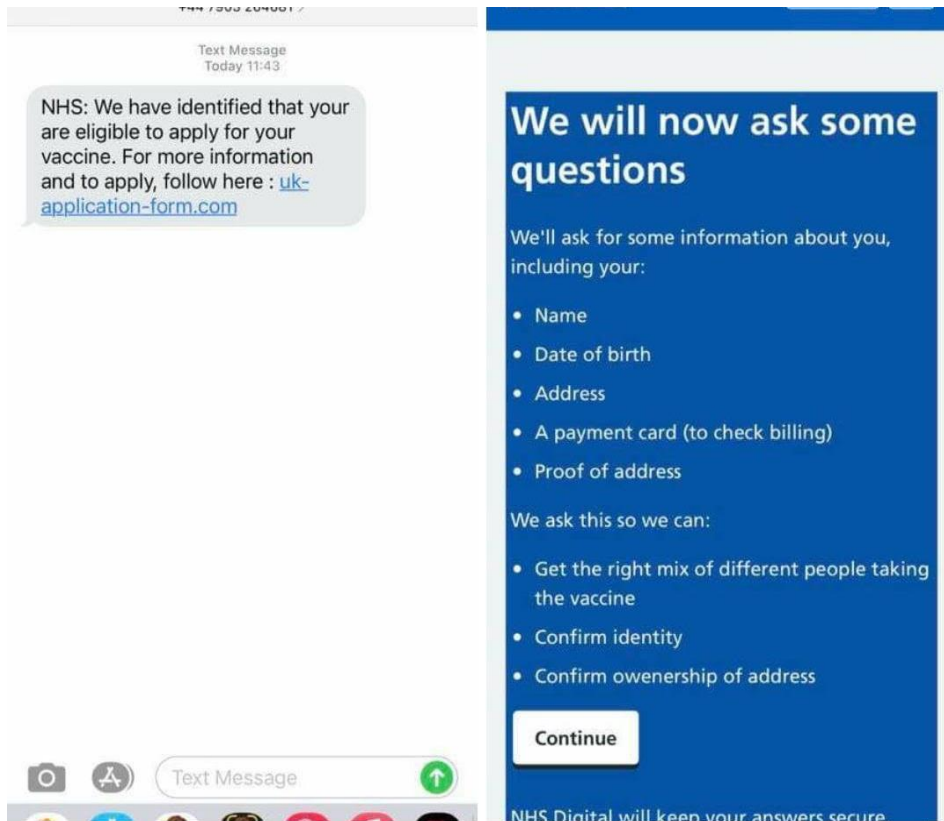 Text Message
Today 11:43
NHS: We have identified that your
are eligible to apply for your
vaccine. For more information
and to apply, follow here : uk-
application-form.com
Text Message
We will now ask some
questions
We'll ask for some information about you,
including your:
• Name
• Date of birth
• Address
• A payment card (to check billing)
• Proof of address
We ask this so we can:
• Get the right mix of different people taking
the vaccine
• Confirm identity
• Confirm owenership of address
Continue
NHS Digital will keep your answers secure